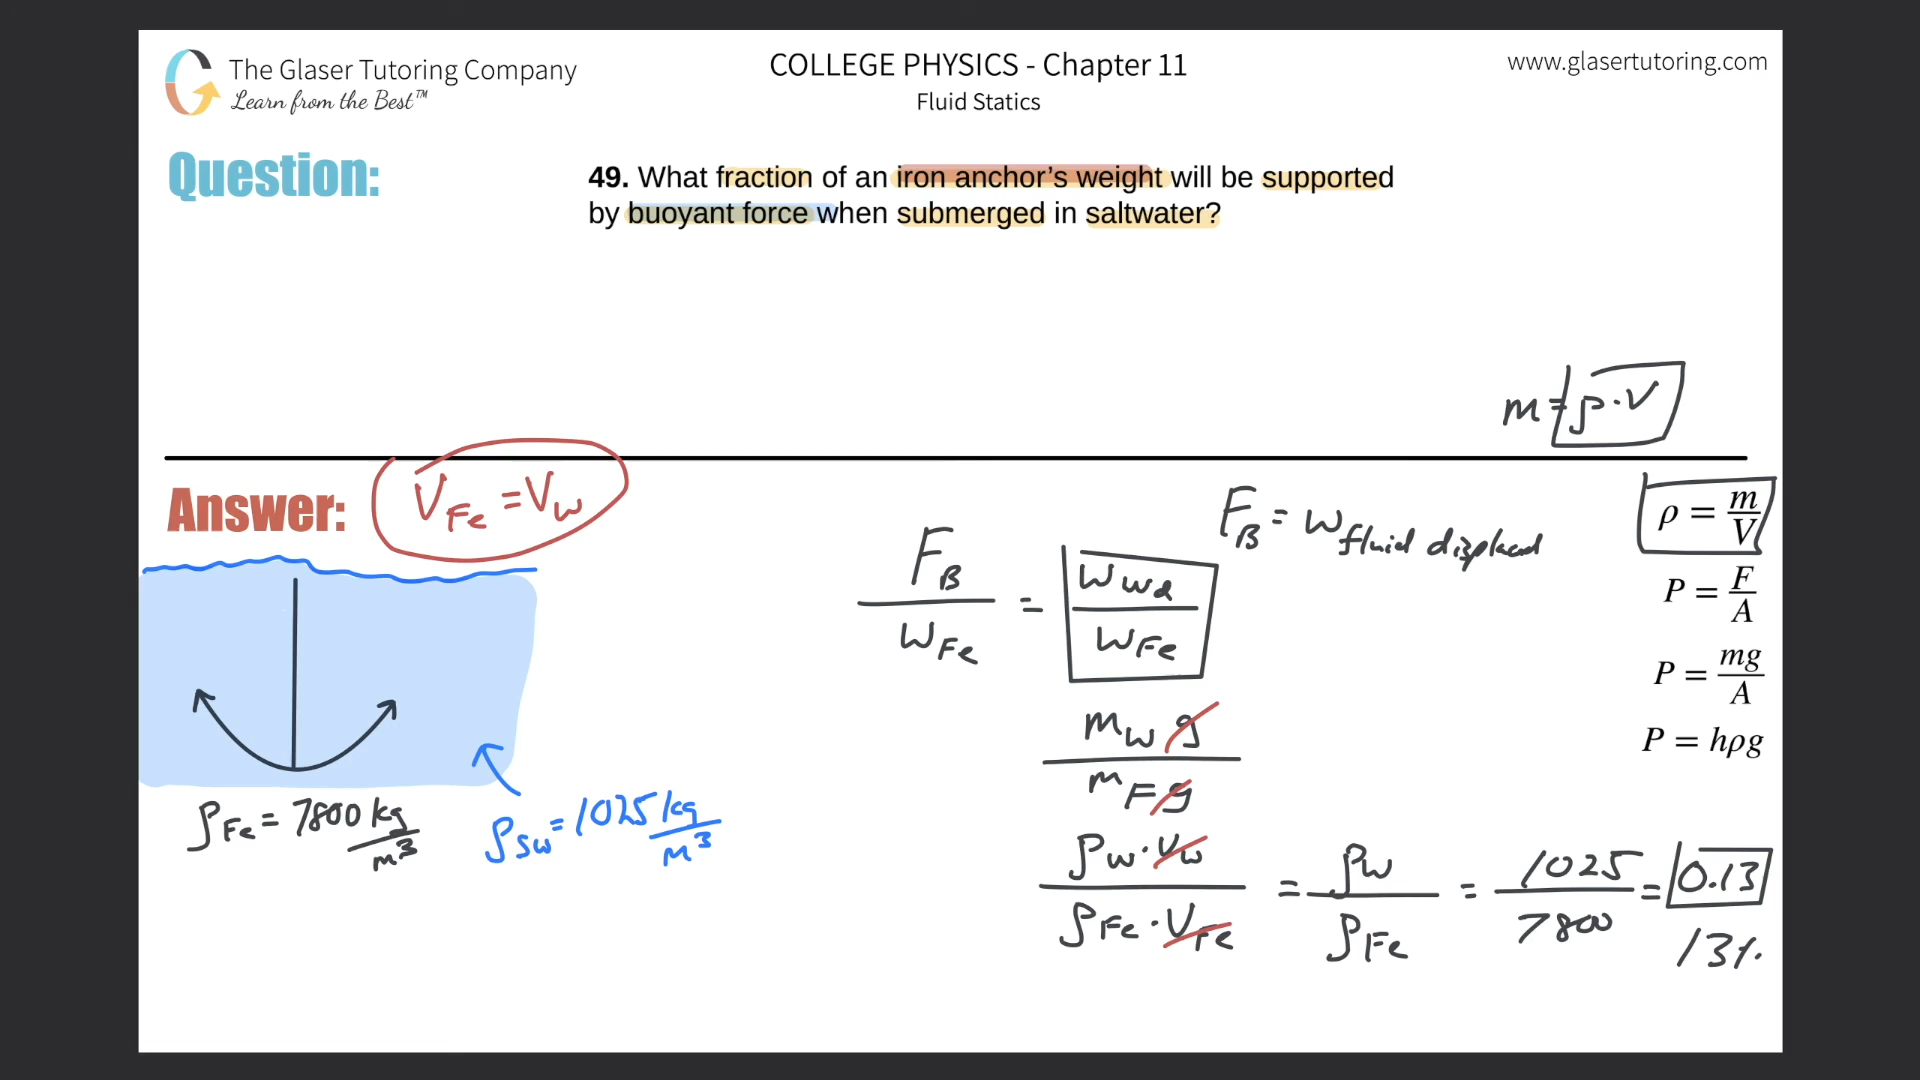 The Glaser Tutoring Company
Learn from the Best™
COLLEGE PHYSICS - Chapter 11
Fluid Statics
www.glasertutoring.com
Question:
49. What fraction of an iron anchor's weight will be supported
by buoyant force when submerged in saltwater?
m = ρ·V
Answer:
V_Fe = V_w
F_B / w_Fe = w_wd / w_Fe
F_B = w_fluid displaced
ρ = m/V
P = F/A
P = mg/A
P = hρg
m_w g / m_F g
ρ_Fe = 7800 kg/m³
ρ_sw = 1025 kg/m³
ρ_w · V_w / ρ_Fe · V_Fe = ρ_w / ρ_Fe = 1025 / 7800 = 0.13
13%